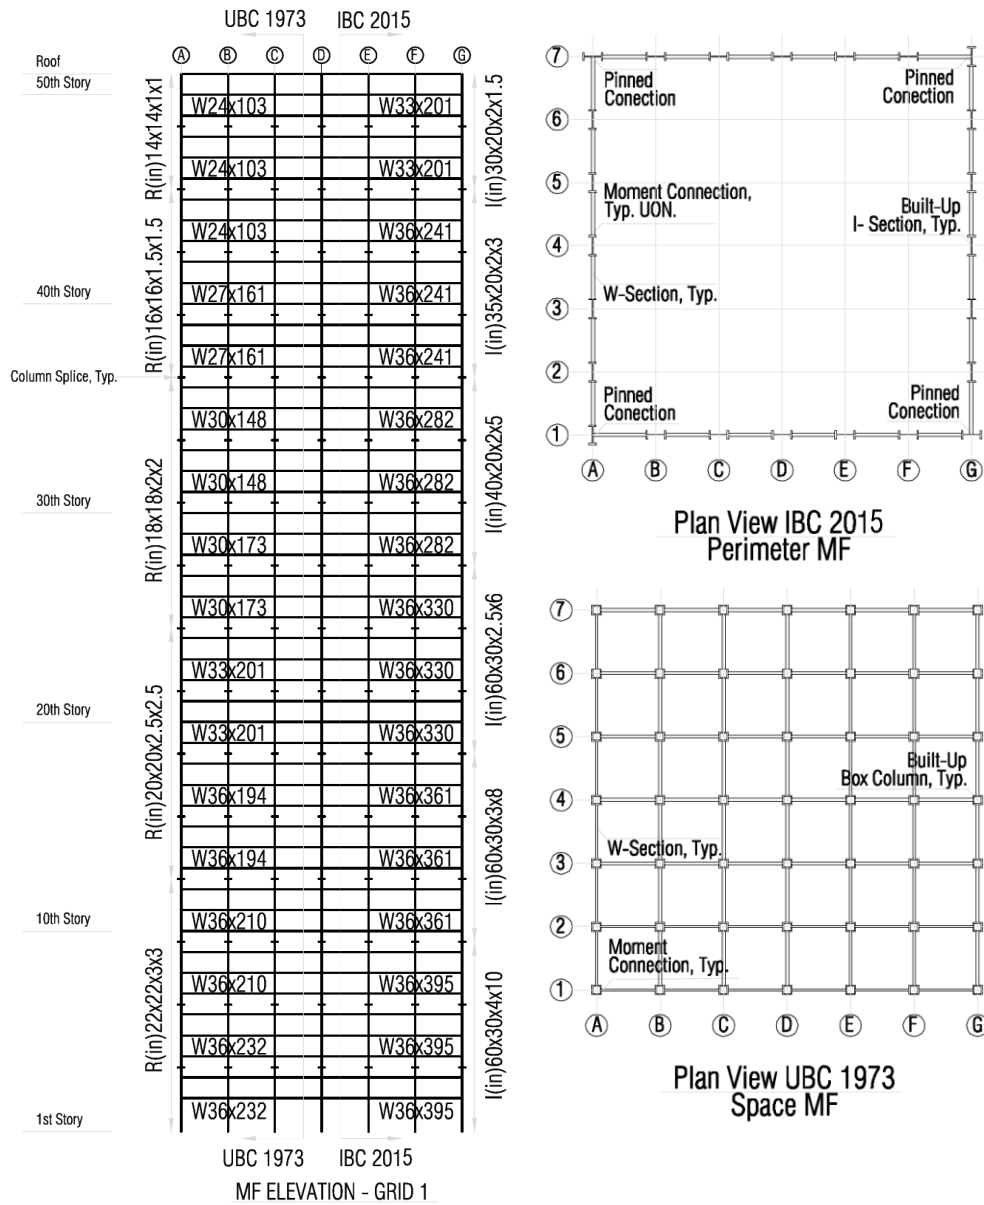 UBC 1973 IBC 2015
A B C D E F G
Roof
50th Story
40th Story
Column Splice, Typ.
30th Story
20th Story
10th Story
1st Story
R(in)14x14x1x1
R(in)16x16x1.5x1.5
R(in)18x18x2x2
R(in)20x20x2.5x2.5
R(in)22x22x3x3
W24x103 W33x201
W24x103 W33x201
W24x103 W36x241
W27x161 W36x241
W27x161 W36x241
W30x148 W36x282
W30x148 W36x282
W30x173 W36x282
W30x173 W36x330
W33x201 W36x330
W33x201 W36x330
W36x194 W36x361
W36x194 W36x361
W36x210 W36x361
W36x210 W36x395
W36x232 W36x395
W36x232 W36x395
I(in)30x20x2x1.5
I(in)35x20x2x3
I(in)40x20x2x5
I(in)60x30x2.5x6
I(in)60x30x3x8
I(in)60x30x4x10
UBC 1973 IBC 2015
MF ELEVATION - GRID 1
7
Pinned
Conection
Pinned
Conection
6
5
Moment Connection,
Typ. UON.
Built-Up
I- Section, Typ.
4
W-Section, Typ.
3
2
Pinned
Conection
Pinned
Conection
1
A B C D E F G
Plan View IBC 2015
Perimeter MF
7
6
5
Built-Up
Box Column, Typ.
4
W-Section, Typ.
3
2
Moment
Connection, Typ.
1
A B C D E F G
Plan View UBC 1973
Space MF